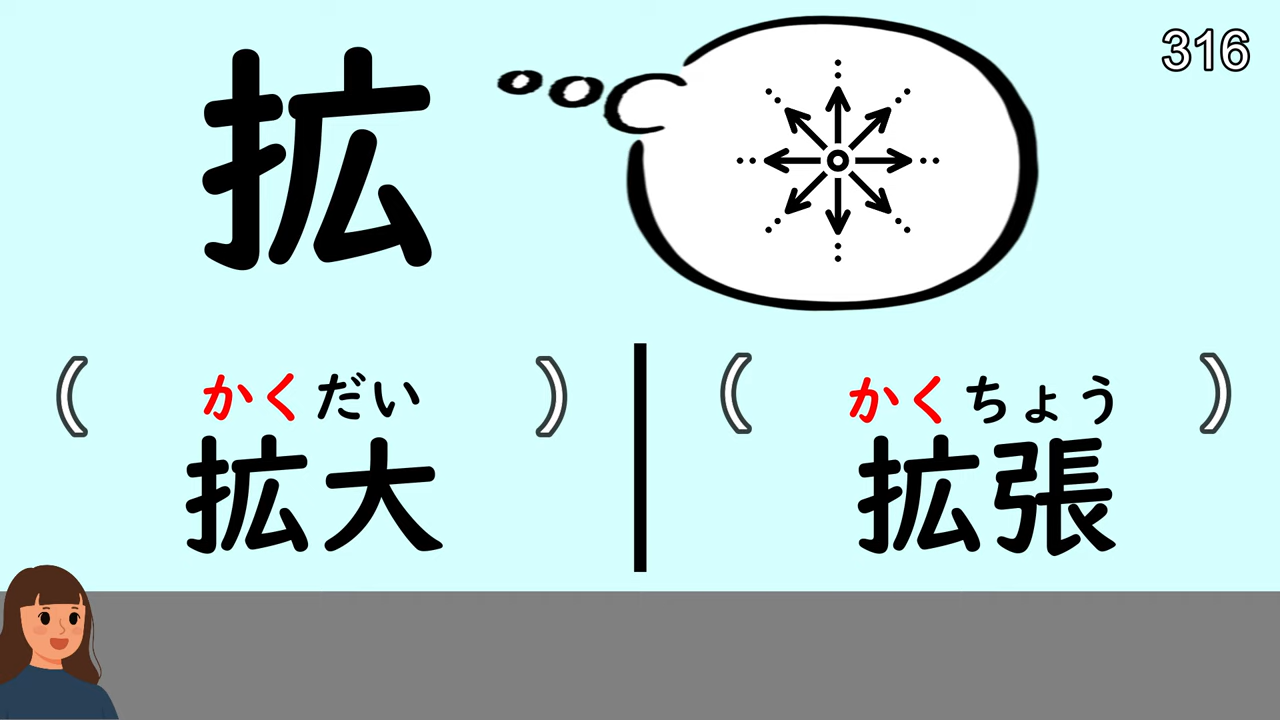 316
拡
( かくだい )
拡大
( かくちょう )
拡張